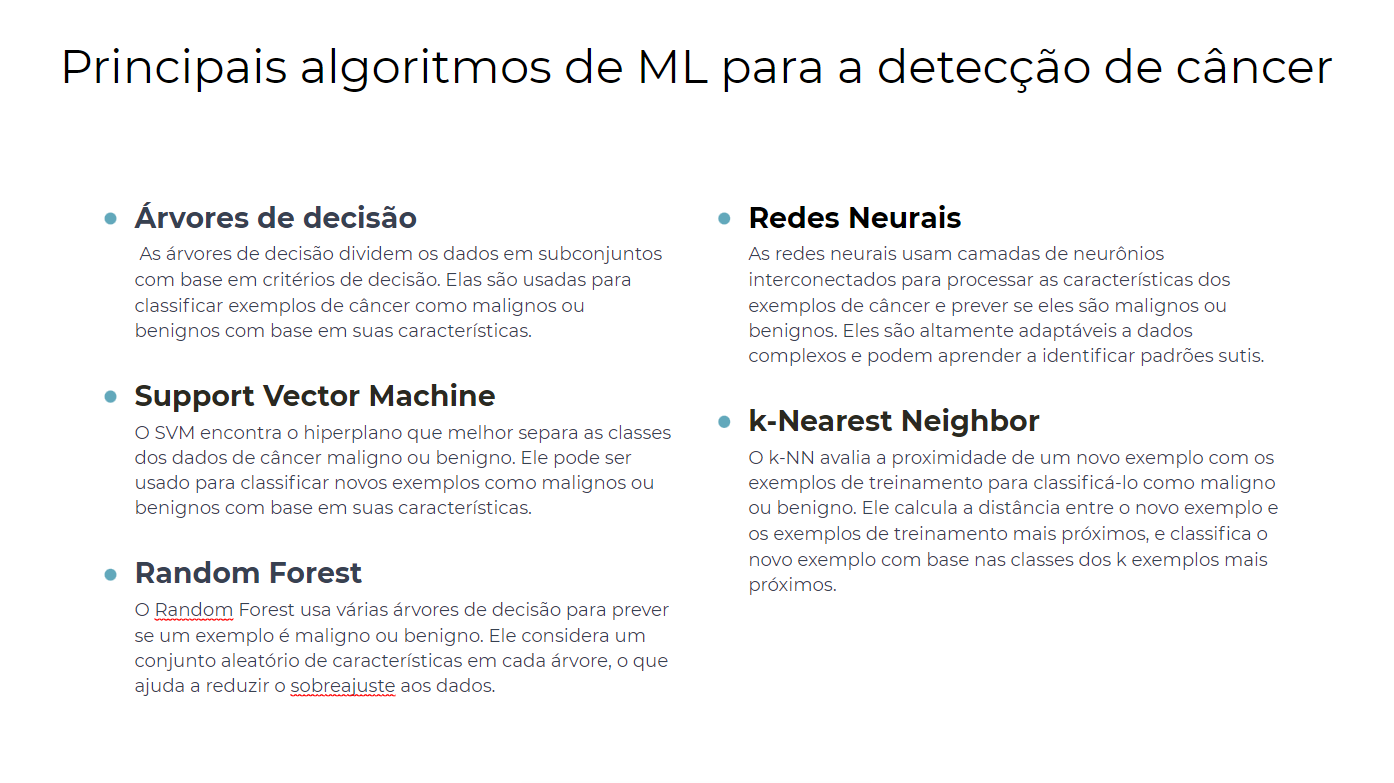 Principais algoritmos de ML para a detecção de câncer
Árvores de decisão
As árvores de decisão dividem os dados em subconjuntos
com base em critérios de decisão. Elas são usadas para
classificar exemplos de câncer como malignos ou
benignos com base em suas características.
Support Vector Machine
O SVM encontra o hiperplano que melhor separa as classes
dos dados de câncer maligno ou benigno. Ele pode ser
usado para classificar novos exemplos como malignos ou
benignos com base em suas características.
Random Forest
O Random Forest usa várias árvores de decisão para prever
se um exemplo é maligno ou benigno. Ele considera um
conjunto aleatório de características em cada árvore, o que
ajuda a reduzir o sobreajuste aos dados.
Redes Neurais
As redes neurais usam camadas de neurônios
interconectados para processar as características dos
exemplos de câncer e prever se eles são malignos ou
benignos. Eles são altamente adaptáveis a dados
complexos e podem aprender a identificar padrões sutis.
k-Nearest Neighbor
O k-NN avalia a proximidade de um novo exemplo com os
exemplos de treinamento para classificá-lo como maligno
ou benigno. Ele calcula a distância entre o novo exemplo e
os exemplos de treinamento mais próximos, e classifica o
novo exemplo com base nas classes dos k exemplos mais
próximos.